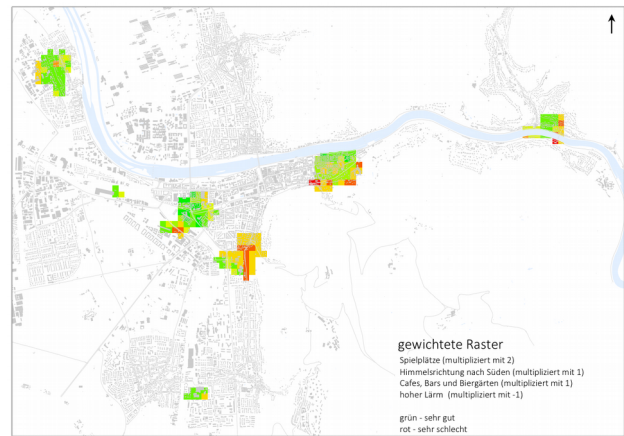 gewichtete Raster
Spielplätze (multipliziert mit 2)
Himmelsrichtung nach Süden (multipliziert mit 1)
Cafes, Bars und Biergärten (multipliziert mit 1)
hoher Lärm (multipliziert mit -1)
grün - sehr gut
rot - sehr schlecht